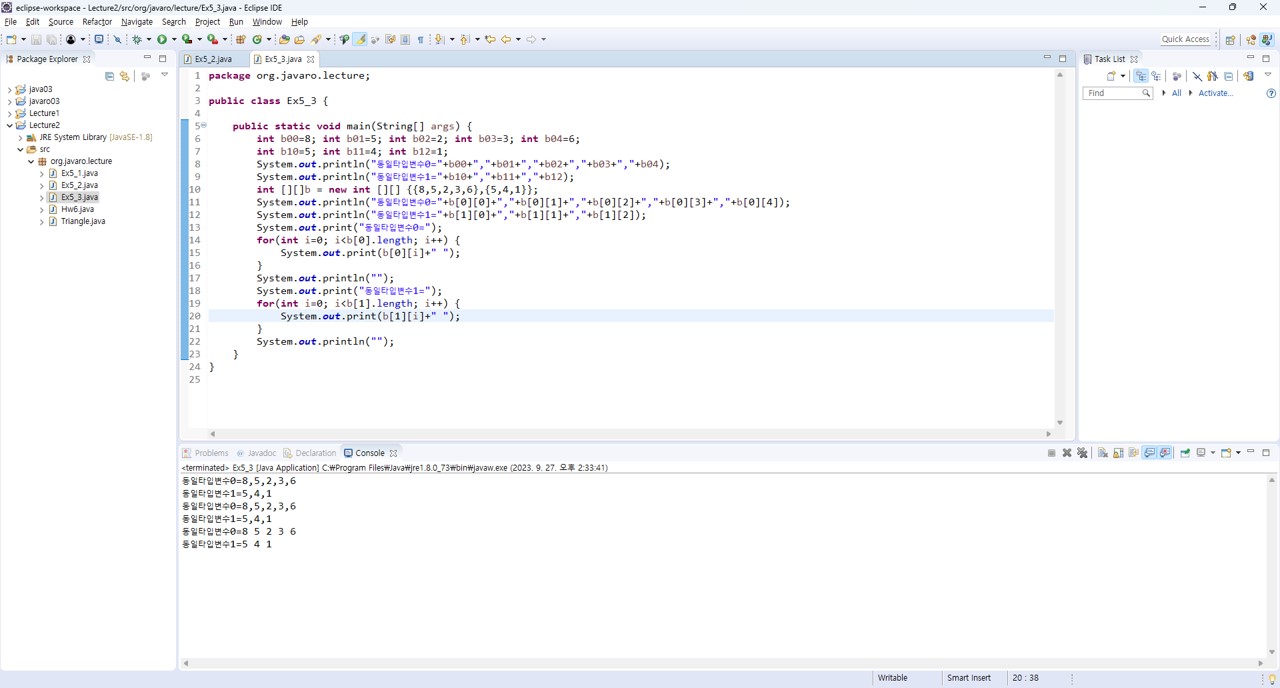 eclipse-workspace - Lecture2/src/org/javaro/lecture/Ex5_3.java - Eclipse IDE
File Edit Source Refactor Navigate Search Project Run Window Help
Quick Access
Package Explorer
java03
javaro03
Lecture1
Lecture2
JRE System Library [JavaSE-1.8]
src
org.javaro.lecture
Ex5_1.java
Ex5_2.java
Ex5_3.java
Hw6.java
Triangle.java
Ex5_2.java Ex5_3.java
1 package org.javaro.lecture;
2
3 public class Ex5_3 {
4
5 public static void main(String[] args) {
6 int b00=8; int b01=5; int b02=2; int b03=3; int b04=6;
7 int b10=5; int b11=4; int b12=1;
8 System.out.println("동일타입변수0="+b00+","+b01+","+b02+","+b03+","+b04);
9 System.out.println("동일타입변수1="+b10+","+b11+","+b12);
10 int [][]b = new int [][] {{8,5,2,3,6},{5,4,1}};
11 System.out.println("동일타입변수0="+b[0][0]+","+b[0][1]+","+b[0][2]+","+b[0][3]+","+b[0][4]);
12 System.out.println("동일타입변수1="+b[1][0]+","+b[1][1]+","+b[1][2]);
13 System.out.print("동일타입변수0=");
14 for(int i=0; i<b[0].length; i++) {
15 System.out.print(b[0][i]+" ");
16 }
17 System.out.println("");
18 System.out.print("동일타입변수1=");
19 for(int i=0; i<b[1].length; i++) {
20 System.out.print(b[1][i]+" ");
21 }
22 System.out.println("");
23 }
24 }
25
Task List
Find All Activate...
Problems Javadoc Declaration Console
<terminated> Ex5_3 [Java Application] C:₩Program Files₩Java₩jre1.8.0_73₩bin₩javaw.exe (2023. 9. 27. 오후 2:33:41)
동일타입변수0=8,5,2,3,6
동일타입변수1=5,4,1
동일타입변수0=8,5,2,3,6
동일타입변수1=5,4,1
동일타입변수0=8 5 2 3 6
동일타입변수1=5 4 1
Writable Smart Insert 20 : 38